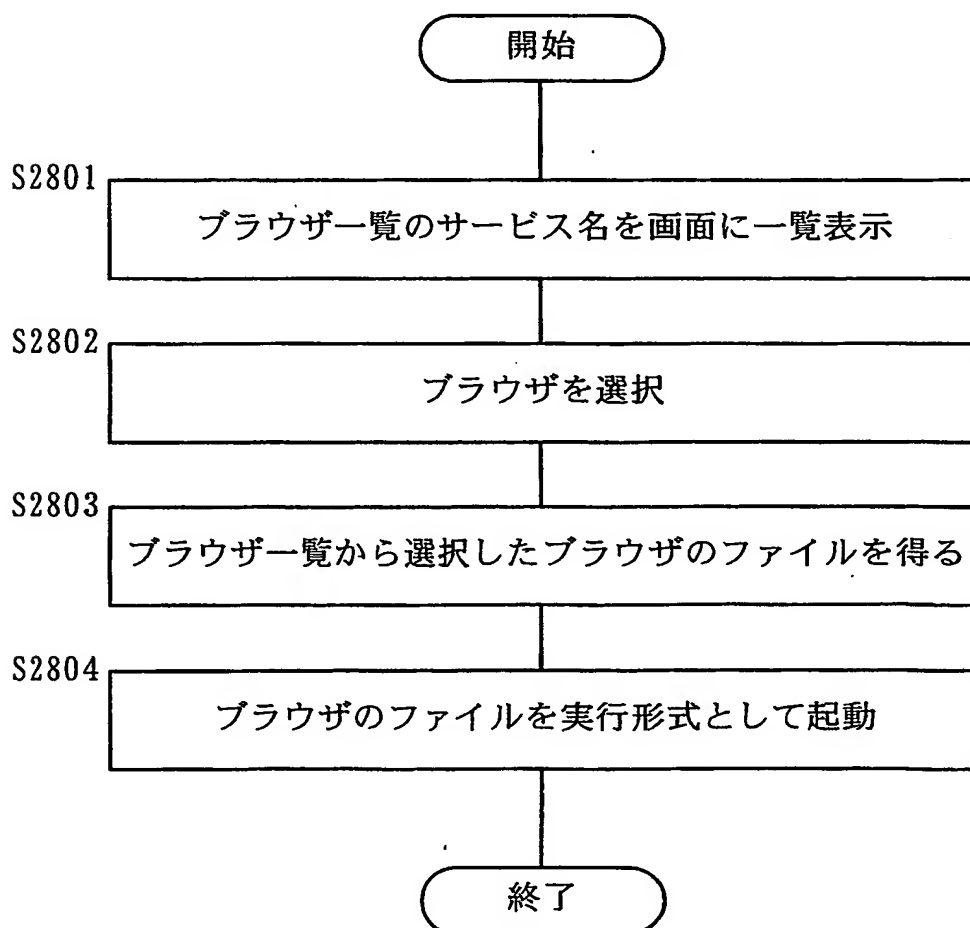 開始
S2801
ブラウザ一覧のサービス名を画面に一覧表示
S2802
ブラウザを選択
S2803
ブラウザ一覧から選択したブラウザのファイルを得る
S2804
ブラウザのファイルを実行形式として起動
終了